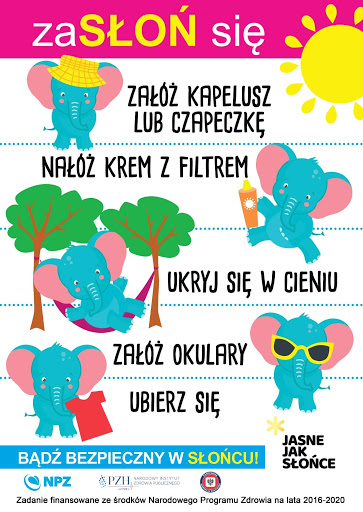 zaSŁOŃ się
ZAŁÓŻ KAPELUSZ
LUB CZAPECZKĘ
NAŁÓŻ KREM Z FILTREM
UKRYJ SIĘ W CIENIU
ZAŁÓŻ OKULARY
UBIERZ SIĘ
JASNE
JAK
SŁOŃCE
BĄDŹ BEZPIECZNY W SŁOŃCU!
NPZ
PZH
NARODOWY INSTYTUT
ZDROWIA PUBLICZNEGO
Zadanie finansowane ze środków Narodowego Programu Zdrowia na lata 2016-2020